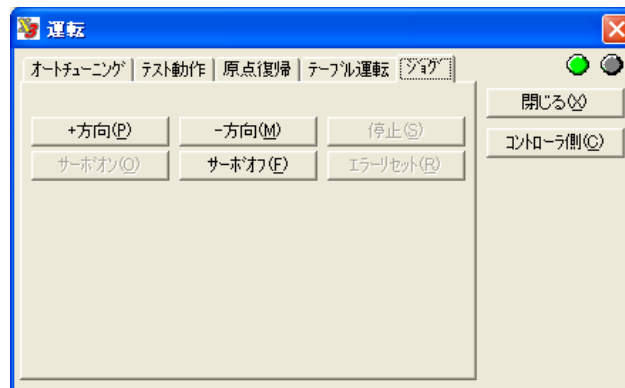 運転
オートチューニング テスト動作 原点復帰 テーブル運転 ジョグ
閉じる(X)
+方向(P) -方向(M) 停止(S)
コントローラ側(C)
サーボオン(O) サーボオフ(F) エラーリセット(R)